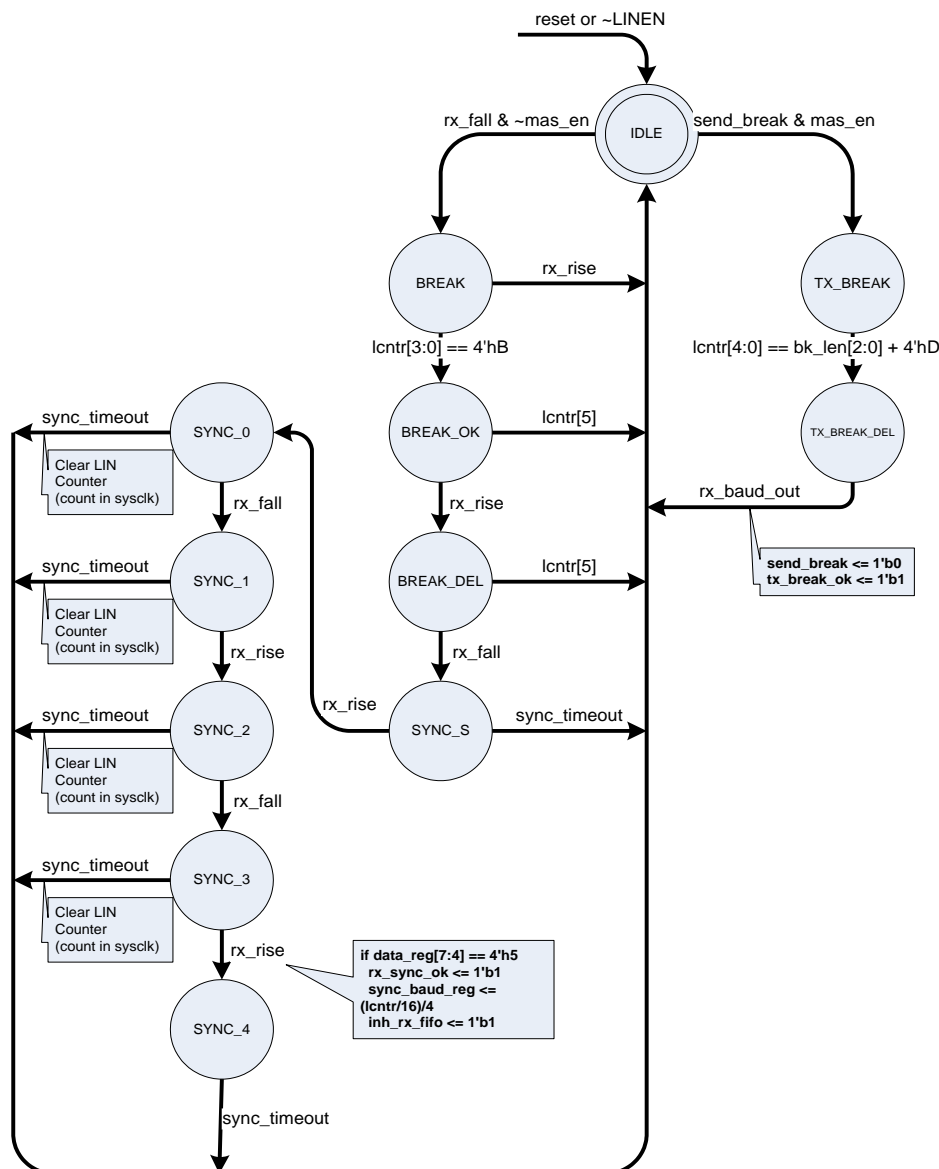 reset or ~LINEN
rx_fall & ~mas_en
IDLE
send_break & mas_en
BREAK
rx_rise
TX_BREAK
lcntr[3:0] == 4'hB
lcntr[4:0] == bk_len[2:0] + 4'hD
sync_timeout
SYNC_0
BREAK_OK
lcntr[5]
TX_BREAK_DEL
Clear LIN
Counter
(count in sysclk)
rx_fall
rx_rise
rx_baud_out
send_break <= 1'b0
tx_break_ok <= 1'b1
sync_timeout
SYNC_1
BREAK_DEL
lcntr[5]
Clear LIN
Counter
(count in sysclk)
rx_rise
rx_fall
sync_timeout
SYNC_2
rx_rise
SYNC_S
sync_timeout
Clear LIN
Counter
(count in sysclk)
rx_fall
sync_timeout
SYNC_3
Clear LIN
Counter
(count in sysclk)
rx_rise
if data_reg[7:4] == 4'h5
rx_sync_ok <= 1'b1
sync_baud_reg <=
(lcntr/16)/4
inh_rx_fifo <= 1'b1
SYNC_4
sync_timeout